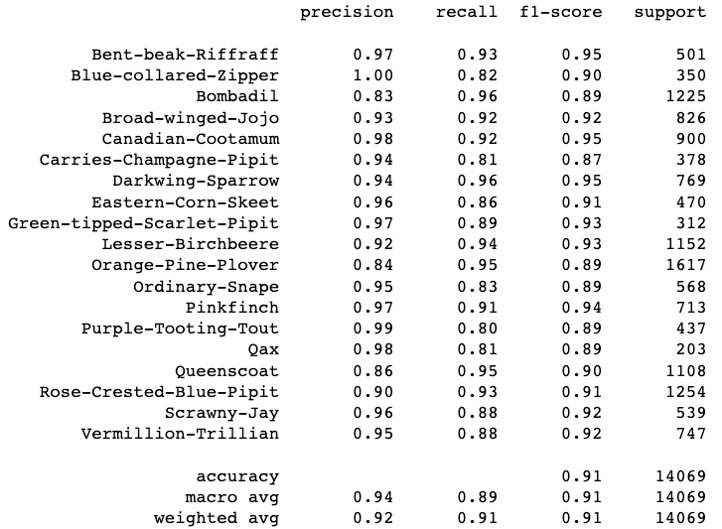 precision recall f1-score support
Bent-beak-Riffraff 0.97 0.93 0.95 501
Blue-collared-Zipper 1.00 0.82 0.90 350
Bombadil 0.83 0.96 0.89 1225
Broad-winged-Jojo 0.93 0.92 0.92 826
Canadian-Cootamum 0.98 0.92 0.95 900
Carries-Champagne-Pipit 0.94 0.81 0.87 378
Darkwing-Sparrow 0.94 0.96 0.95 769
Eastern-Corn-Skeet 0.96 0.86 0.91 470
Green-tipped-Scarlet-Pipit 0.97 0.89 0.93 312
Lesser-Birchbeere 0.92 0.94 0.93 1152
Orange-Pine-Plover 0.84 0.95 0.89 1617
Ordinary-Snape 0.95 0.83 0.89 568
Pinkfinch 0.97 0.91 0.94 713
Purple-Tooting-Tout 0.99 0.80 0.89 437
Qax 0.98 0.81 0.89 203
Queenscoat 0.86 0.95 0.90 1108
Rose-Crested-Blue-Pipit 0.90 0.93 0.91 1254
Scrawny-Jay 0.96 0.88 0.92 539
Vermillion-Trillian 0.95 0.88 0.92 747
accuracy 0.91 14069
macro avg 0.94 0.89 0.91 14069
weighted avg 0.92 0.91 0.91 14069